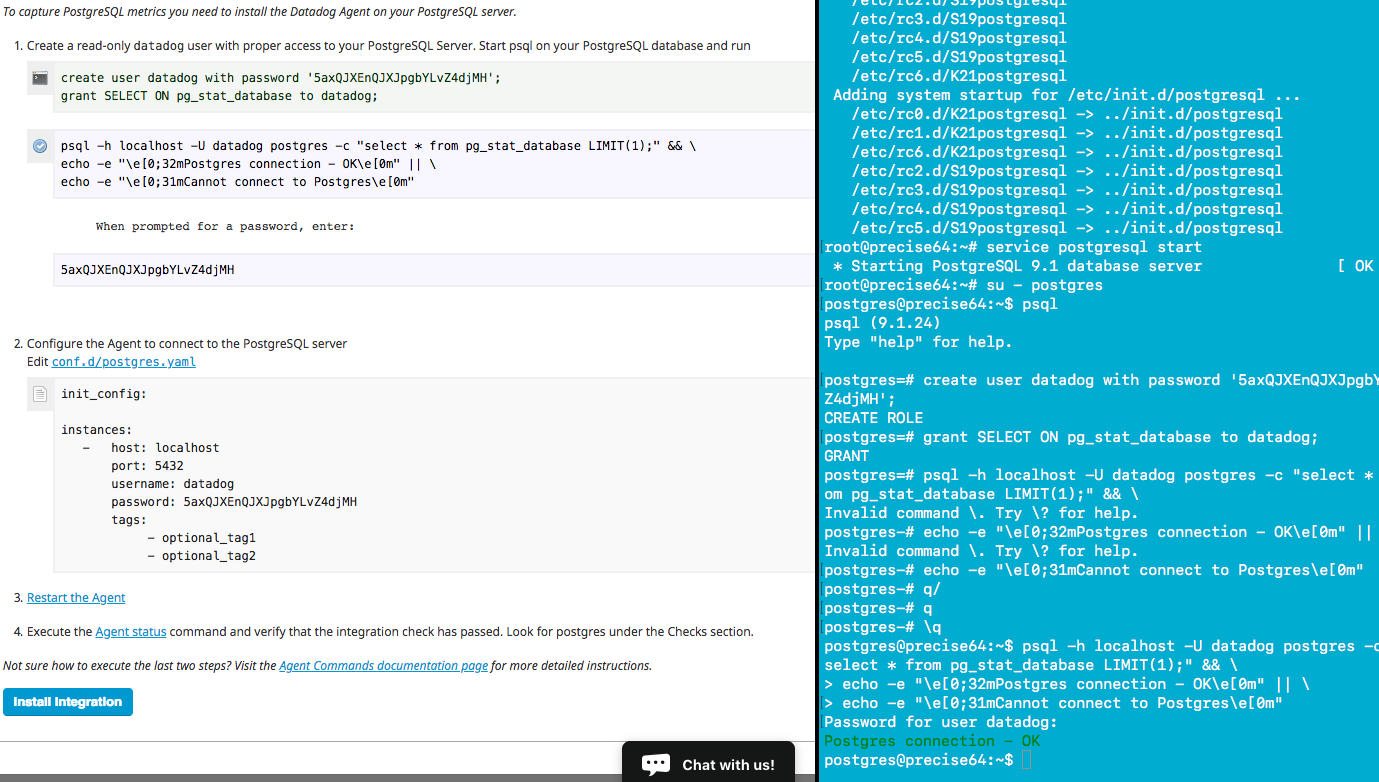 To capture PostgreSQL metrics you need to install the Datadog Agent on your PostgreSQL server.
1. Create a read-only datadog user with proper access to your PostgreSQL Server. Start psql on your PostgreSQL database and run
create user datadog with password '5axQJXEnQJXJpgbYLvZ4djMH';
grant SELECT ON pg_stat_database to datadog;
psql -h localhost -U datadog postgres -c "select * from pg_stat_database LIMIT(1);" && \
echo -e "\e[0;32mPostgres connection - OK\e[0m" || \
echo -e "\e[0;31mCannot connect to Postgres\e[0m"
When prompted for a password, enter:
5axQJXEnQJXJpgbYLvZ4djMH
2. Configure the Agent to connect to the PostgreSQL server
Edit conf.d/postgres.yaml
init_config:
instances:
-   host: localhost
port: 5432
username: datadog
password: 5axQJXEnQJXJpgbYLvZ4djMH
tags:
- optional_tag1
- optional_tag2
3. Restart the Agent
4. Execute the Agent status command and verify that the integration check has passed. Look for postgres under the Checks section.
Not sure how to execute the last two steps? Visit the Agent Commands documentation page for more detailed instructions.
Install Integration
Chat with us!
/etc/rc2.d/S19postgresql
/etc/rc3.d/S19postgresql
/etc/rc4.d/S19postgresql
/etc/rc5.d/S19postgresql
/etc/rc6.d/K21postgresql
Adding system startup for /etc/init.d/postgresql ...
/etc/rc0.d/K21postgresql -> ../init.d/postgresql
/etc/rc1.d/K21postgresql -> ../init.d/postgresql
/etc/rc6.d/K21postgresql -> ../init.d/postgresql
/etc/rc2.d/S19postgresql -> ../init.d/postgresql
/etc/rc3.d/S19postgresql -> ../init.d/postgresql
/etc/rc4.d/S19postgresql -> ../init.d/postgresql
/etc/rc5.d/S19postgresql -> ../init.d/postgresql
root@precise64:~# service postgresql start
* Starting PostgreSQL 9.1 database server [ OK
root@precise64:~# su - postgres
postgres@precise64:~$ psql
psql (9.1.24)
Type "help" for help.
postgres=# create user datadog with password '5axQJXEnQJXJpgbY
Z4djMH';
CREATE ROLE
postgres=# grant SELECT ON pg_stat_database to datadog;
GRANT
postgres=# psql -h localhost -U datadog postgres -c "select *
om pg_stat_database LIMIT(1);" && \
Invalid command \. Try \? for help.
postgres-# echo -e "\e[0;32mPostgres connection - OK\e[0m" ||
Invalid command \. Try \? for help.
postgres-# echo -e "\e[0;31mCannot connect to Postgres\e[0m"
postgres-# q/
postgres-# q
postgres-# \q
postgres@precise64:~$ psql -h localhost -U datadog postgres -c
select * from pg_stat_database LIMIT(1);" && \
> echo -e "\e[0;32mPostgres connection - OK\e[0m" || \
> echo -e "\e[0;31mCannot connect to Postgres\e[0m"
Password for user datadog:
Postgres connection - OK
postgres@precise64:~$